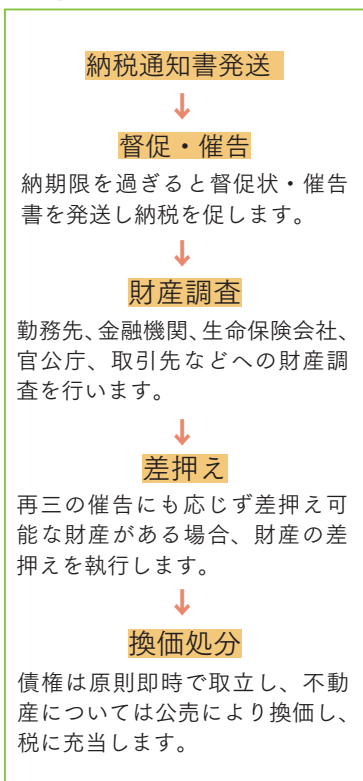 納税通知書発送
↓
督促・催告
納期限を過ぎると督促状・催告
書を発送し納税を促します。
↓
財産調査
勤務先、金融機関、生命保険会社、
官公庁、取引先などへの財産調
査を行います。
↓
差押え
再三の催告にも応じず差押え可
能な財産がある場合、財産の差
押えを執行します。
↓
換価処分
債権は原則即時で取立し、不動
産については公売により換価し、
税に充当します。